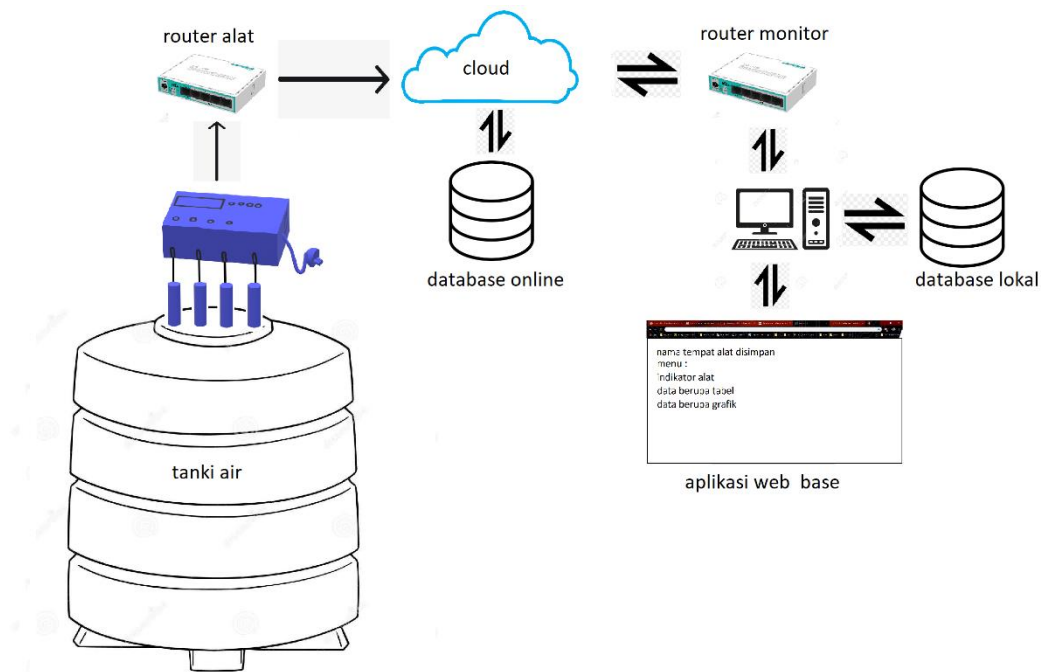 router alat
cloud
router monitor
database online
database lokal
nama tempat alat disimpan
menu :
indikator alat
data berupa tabel
data berupa grafik
tanki air
aplikasi web base